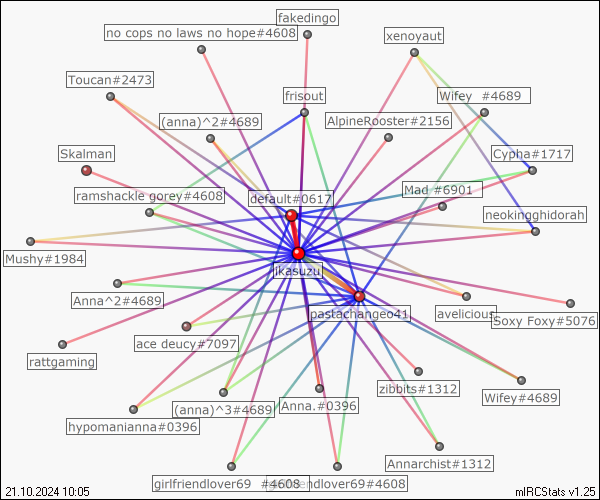 fakedingo
no cops no laws no hope#4608
xenoyaut
Toucan#2473
frisout
Wifey  #4689
(anna)^2#4689
AlpineRooster#2156
Skalman
Cypha#1717
default#0617
Mad #6901
ramshackle gorey#4608
neokingghidorah
Mushy#1984
ikasuzu
Anna^2#4689
pastachangeo41
avelicious
Soxy Foxy#5076
ace deucy#7097
rattgaming
zibbits#1312
Wifey#4689
(anna)^3#4689
Anna.#0396
hypomanianna#0396
Annarchist#1312
girlfriendlover69  #4608
girlfriendlover69#4608
21.10.2024 10:05
mIRCStats v1.25